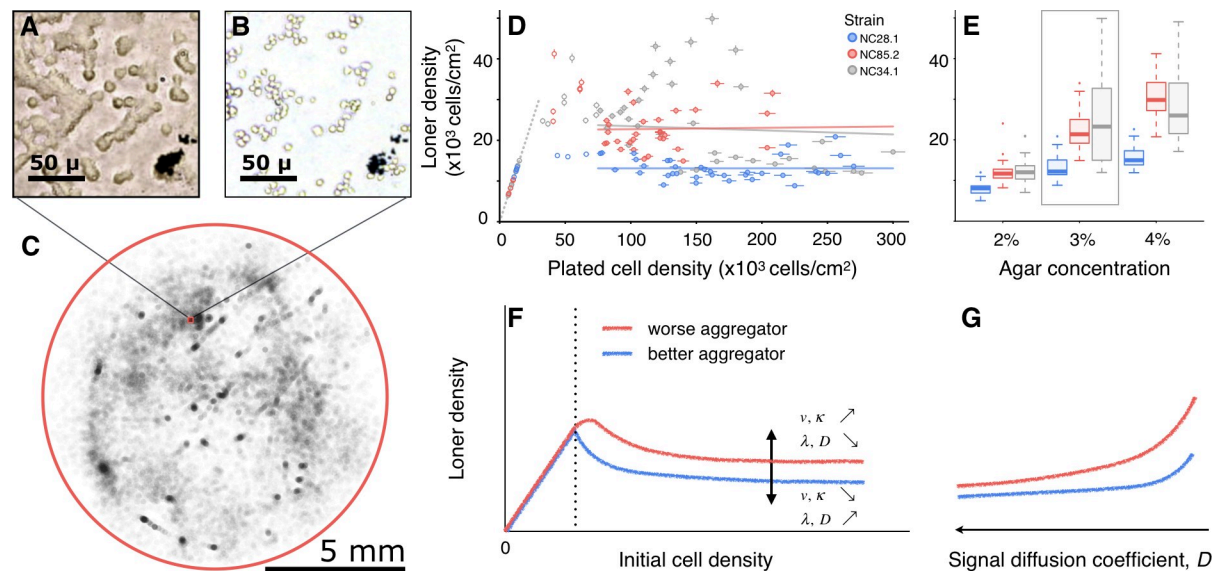 A
50 µ
B
50 µ
C
5 mm
D
Loner density
(x10³ cells/cm²)
40
20
0
0
50
100
150
200
250
300
Plated cell density (x10³ cells/cm²)
Strain
NC28.1
NC85.2
NC34.1
E
40
20
2%
3%
4%
Agar concentration
F
worse aggregator
better aggregator
Loner density
v, κ ↗
λ, D ↘
v, κ ↘
λ, D ↗
0
Initial cell density
G
Signal diffusion coefficient, D